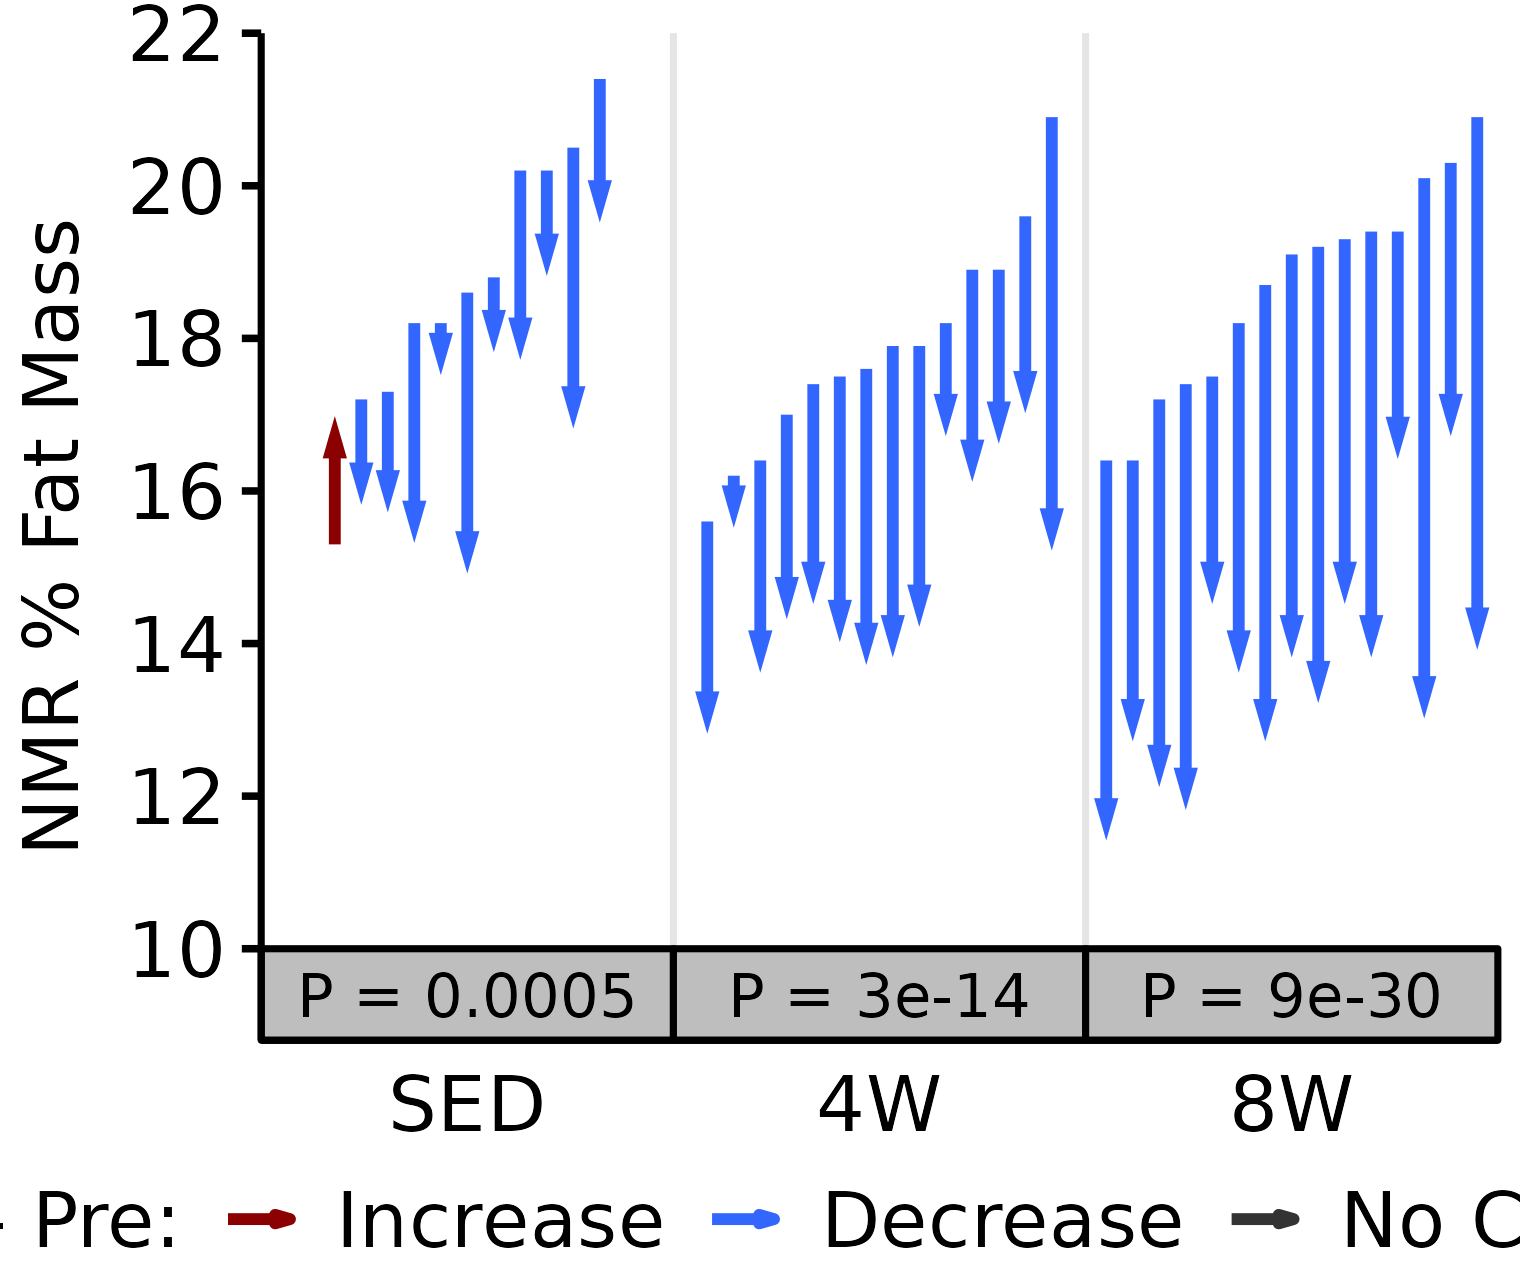 NMR % Fat Mass
22
20
18
16
14
12
10
P = 0.0005 P = 3e-14 P = 9e-30
SED 4W 8W
- Pre: Increase Decrease No C